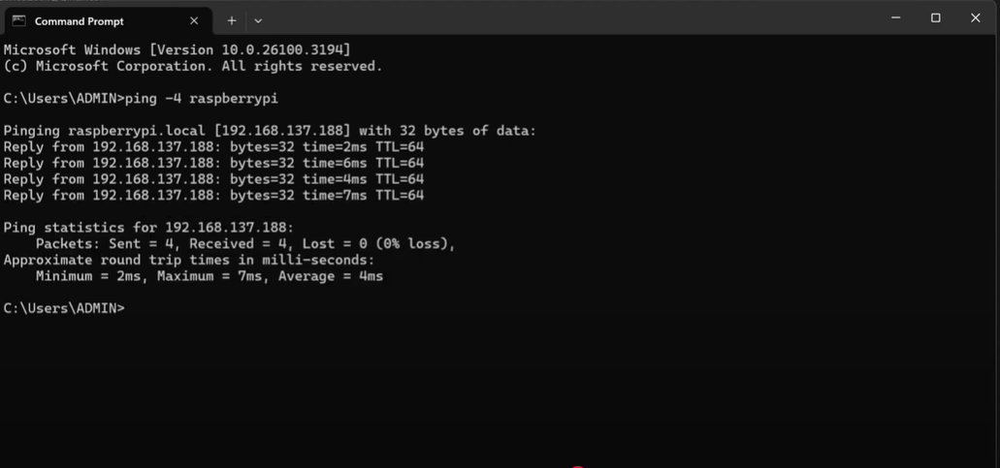 Command Prompt
Microsoft Windows [Version 10.0.26100.3194]
(c) Microsoft Corporation. All rights reserved.
C:\Users\ADMIN>ping -4 raspberrypi
Pinging raspberrypi.local [192.168.137.188] with 32 bytes of data:
Reply from 192.168.137.188: bytes=32 time=2ms TTL=64
Reply from 192.168.137.188: bytes=32 time=6ms TTL=64
Reply from 192.168.137.188: bytes=32 time=4ms TTL=64
Reply from 192.168.137.188: bytes=32 time=7ms TTL=64
Ping statistics for 192.168.137.188:
    Packets: Sent = 4, Received = 4, Lost = 0 (0% loss),
Approximate round trip times in milli-seconds:
    Minimum = 2ms, Maximum = 7ms, Average = 4ms
C:\Users\ADMIN>